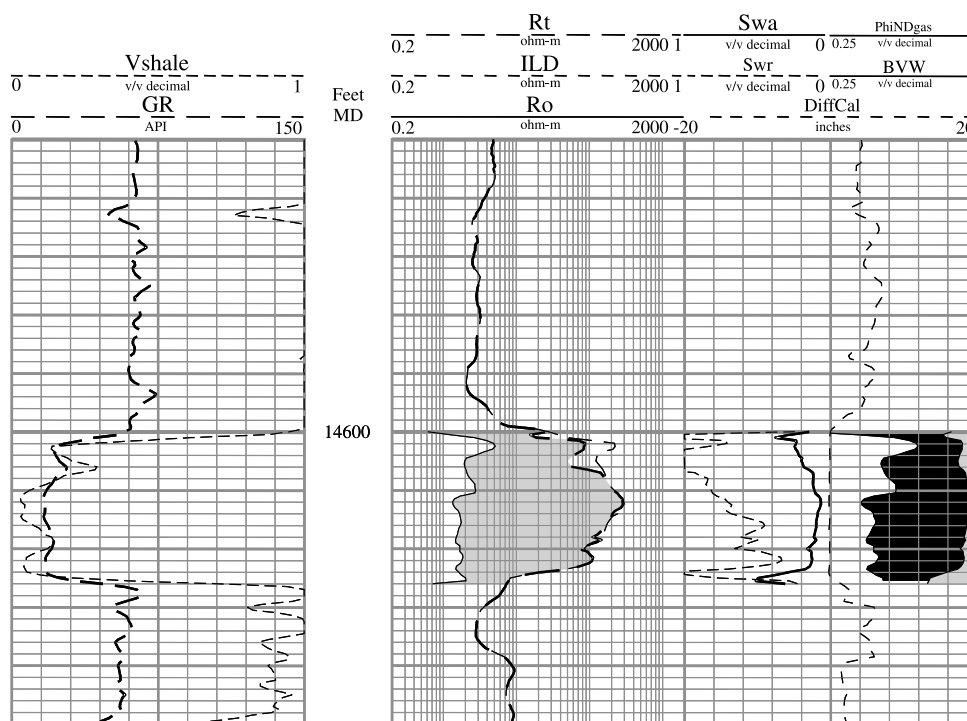 Rt Swa PhiNDgas
0.2 ohm-m 2000 1 v/v decimal 0 0.25 v/v decimal
Vshale ILD Swr BVW
0 v/v decimal 1 0.2 ohm-m 2000 1 v/v decimal 0 0.25 v/v decimal
GR Feet MD Ro DiffCal
0 API 150 0.2 ohm-m 2000 -20 inches 20
14600